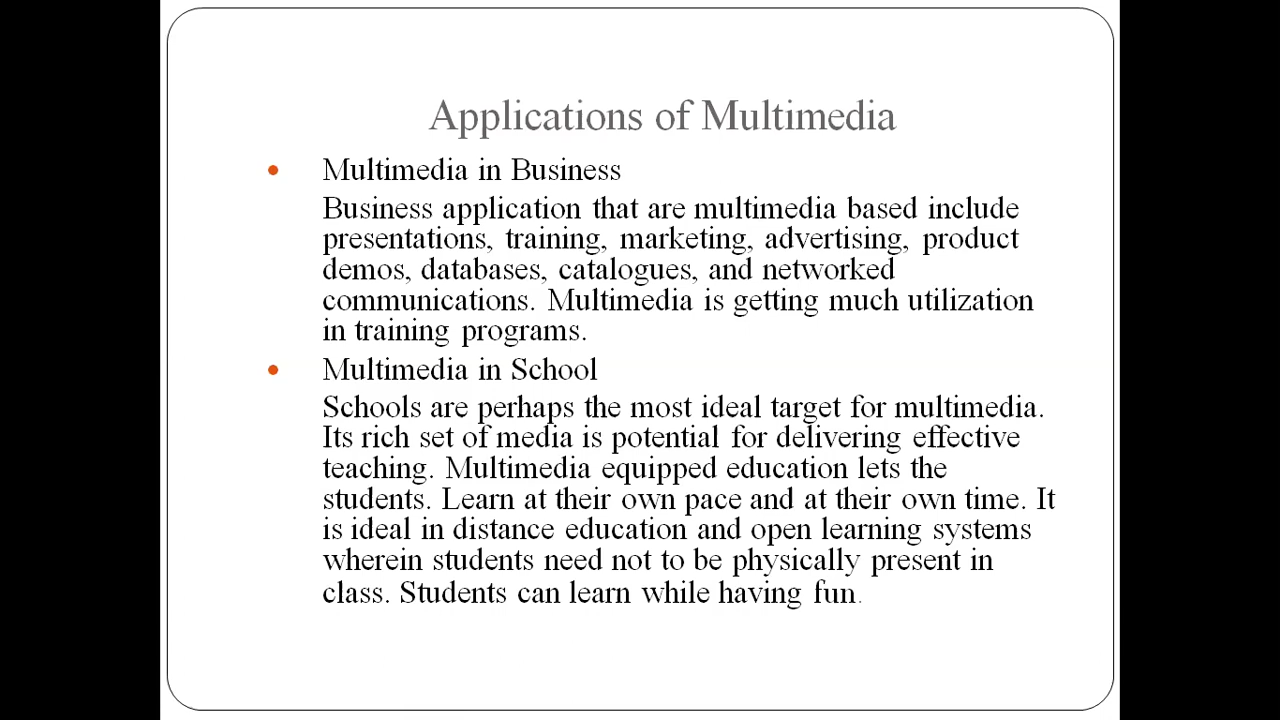 Applications of Multimedia
• Multimedia in Business
Business application that are multimedia based include
presentations, training, marketing, advertising, product
demos, databases, catalogues, and networked
communications. Multimedia is getting much utilization
in training programs.
• Multimedia in School
Schools are perhaps the most ideal target for multimedia.
Its rich set of media is potential for delivering effective
teaching. Multimedia equipped education lets the
students. Learn at their own pace and at their own time. It
is ideal in distance education and open learning systems
wherein students need not to be physically present in
class. Students can learn while having fun.